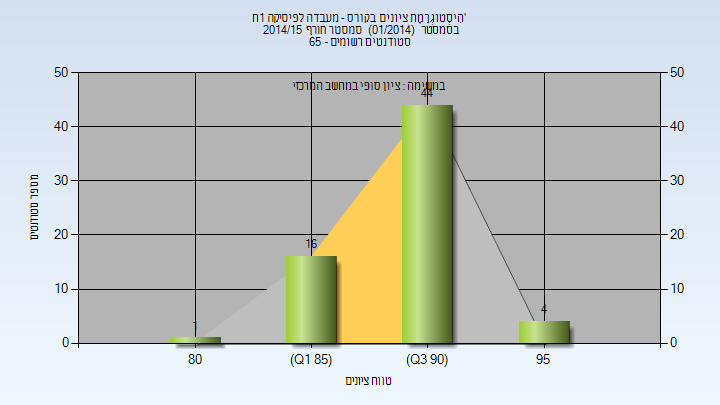 היסטוגרמת ציונים בקורס - מעבדה לפיסיקה 1ח'
בסמסטר (01/2014) סמסטר חורף 2014/15
סטודנטים רשומים - 65
במשימה : ציון סופי במחשב המרכזי
50
40
30
20
10
0
50
40
30
20
10
0
מספר סטודנטים
1
16
44
4
80
(Q1 85)
(Q3 90)
95
טווח ציונים